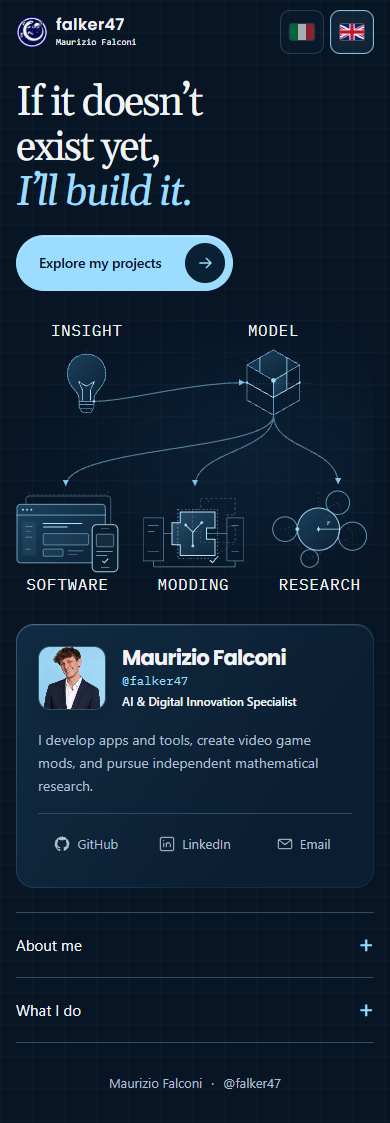 falker47
Maurizio Falconi
If it doesn’t
exist yet,
I’ll build it.
Explore my projects
INSIGHT
MODEL
SOFTWARE
MODDING
RESEARCH
Maurizio Falconi
@falker47
AI & Digital Innovation Specialist
I develop apps and tools, create video game
mods, and pursue independent mathematical
research.
GitHub
LinkedIn
Email
About me
What I do
Maurizio Falconi · @falker47